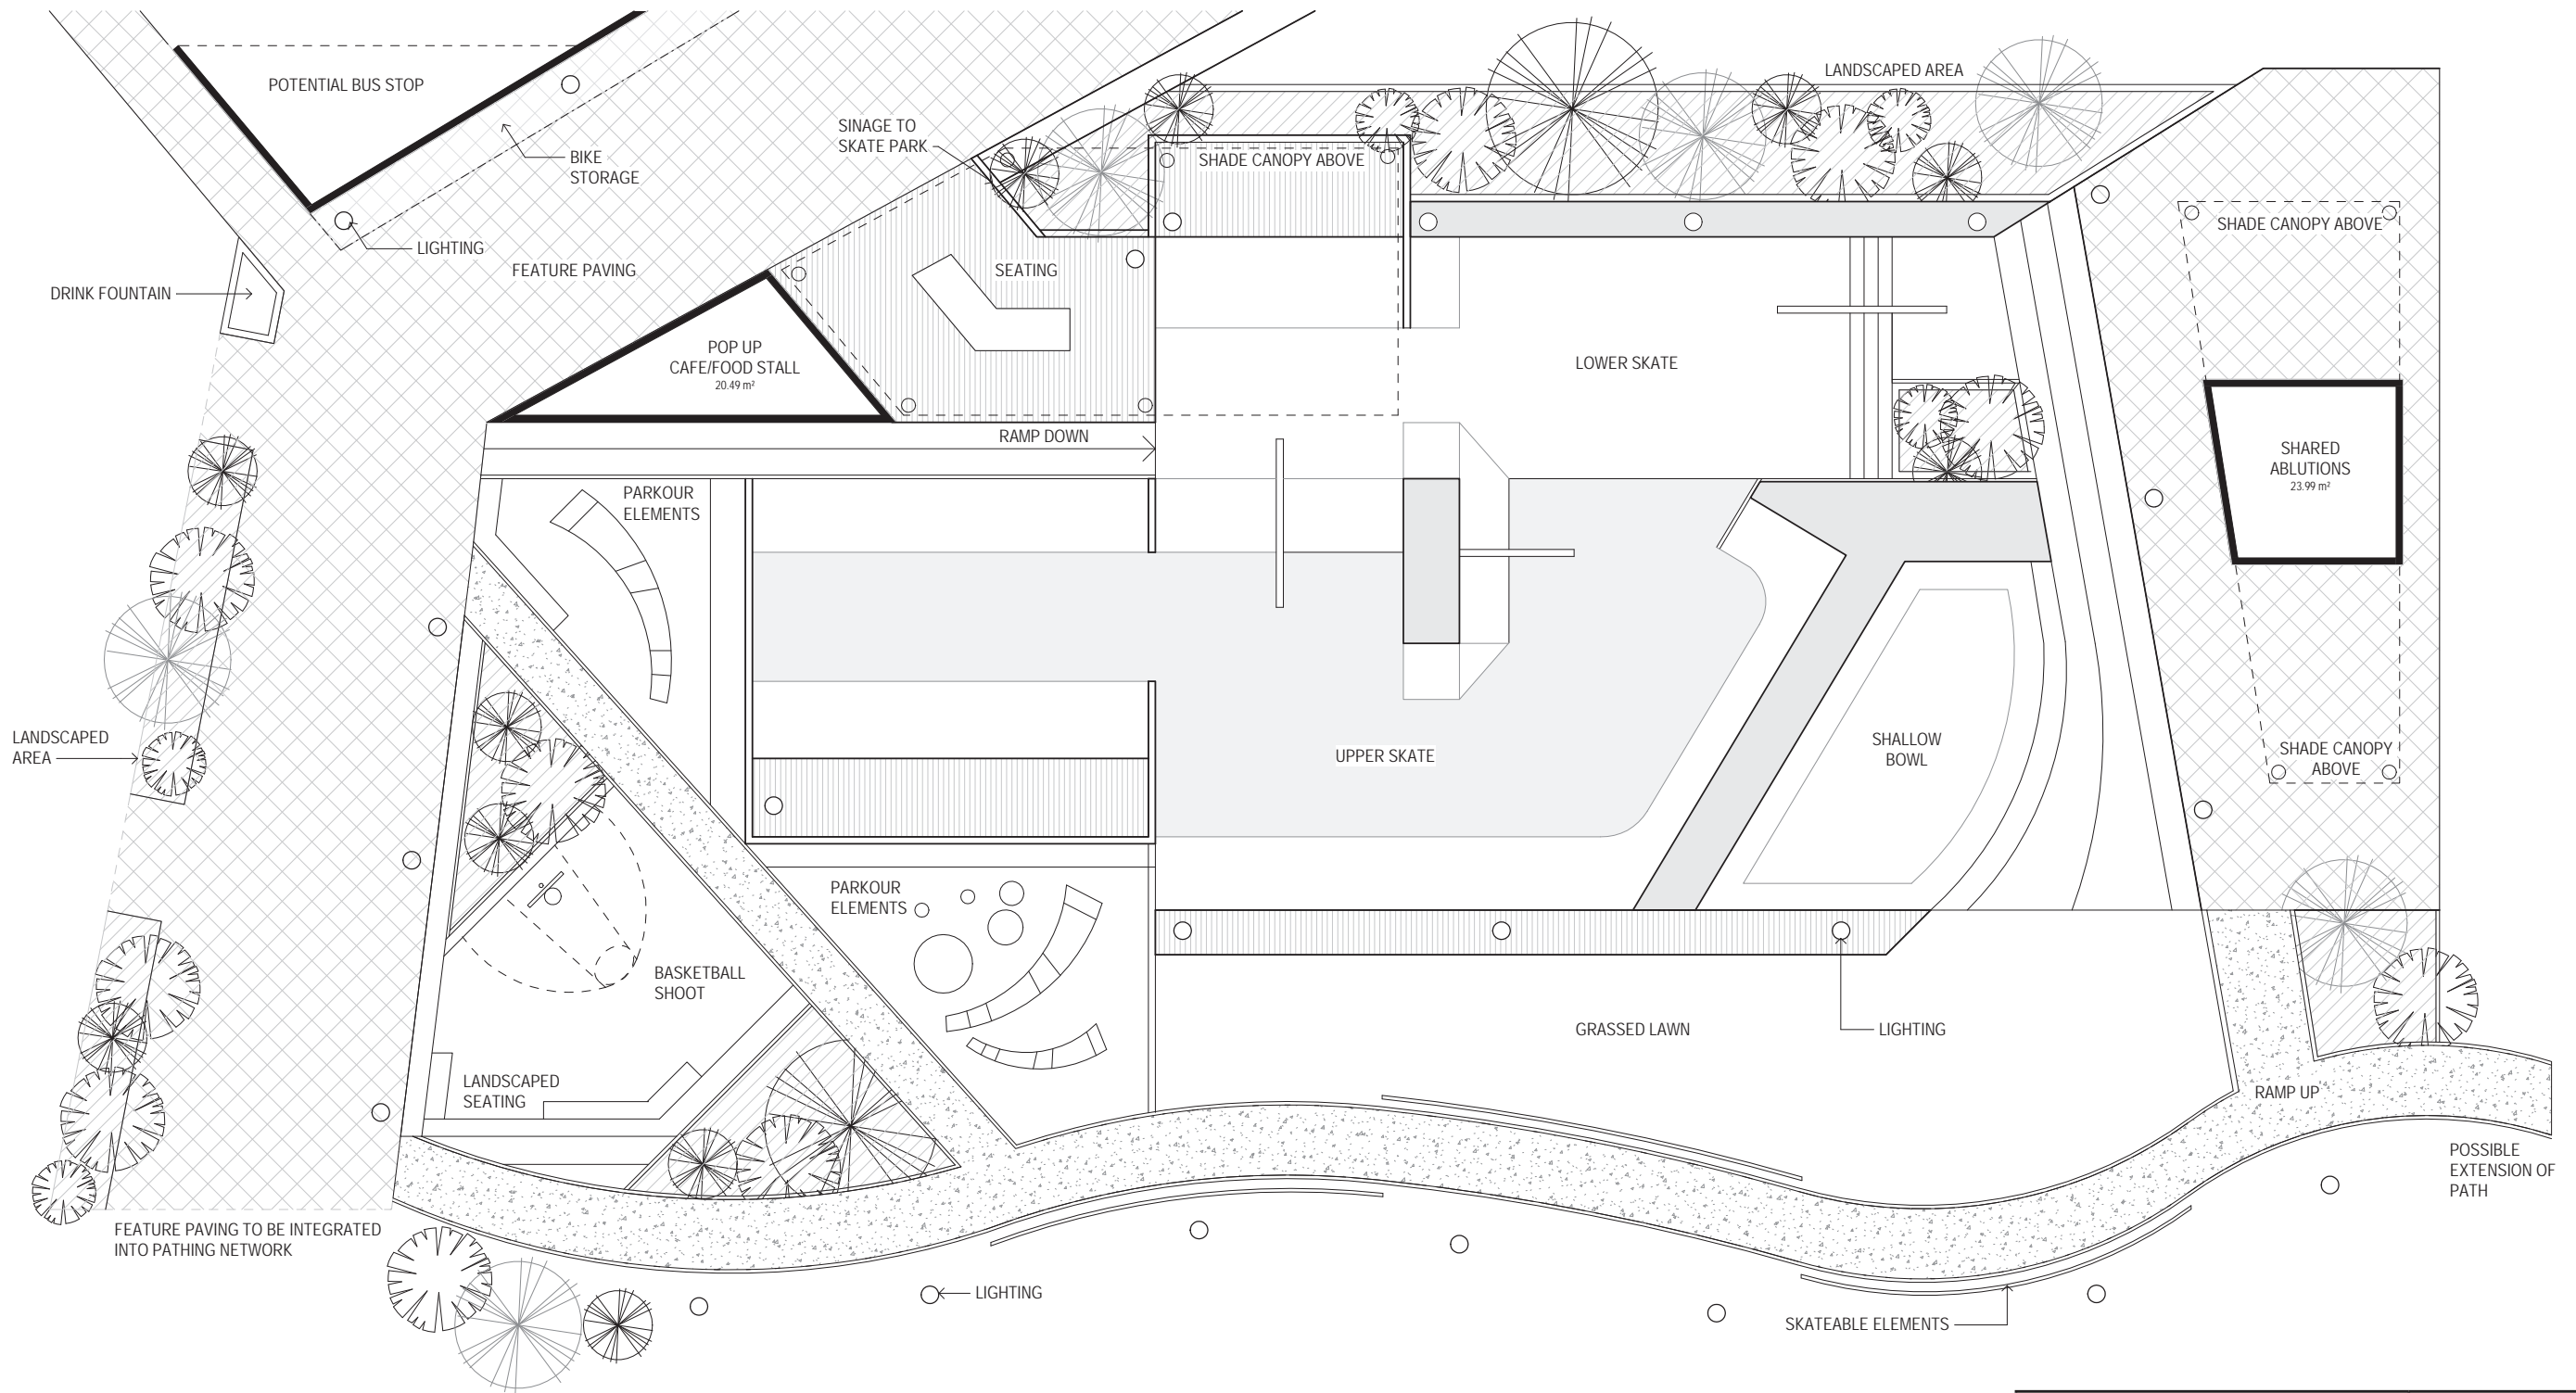 POTENTIAL BUS STOP
LANDSCAPED AREA
SINAGE TO
SKATE PARK
BIKE
STORAGE
SHADE CANOPY ABOVE
SHADE CANOPY ABOVE
LIGHTING
FEATURE PAVING
SEATING
DRINK FOUNTAIN
POP UP
CAFE/FOOD STALL
20.49 m²
LOWER SKATE
RAMP DOWN
SHARED
ABLUTIONS
23.99 m²
PARKOUR
ELEMENTS
LANDSCAPED
AREA
UPPER SKATE
SHALLOW
BOWL
SHADE CANOPY
ABOVE
PARKOUR
ELEMENTS
BASKETBALL
SHOOT
GRASSED LAWN
LIGHTING
LANDSCAPED
SEATING
RAMP UP
POSSIBLE
EXTENSION OF
PATH
FEATURE PAVING TO BE INTEGRATED
INTO PATHING NETWORK
LIGHTING
SKATEABLE ELEMENTS